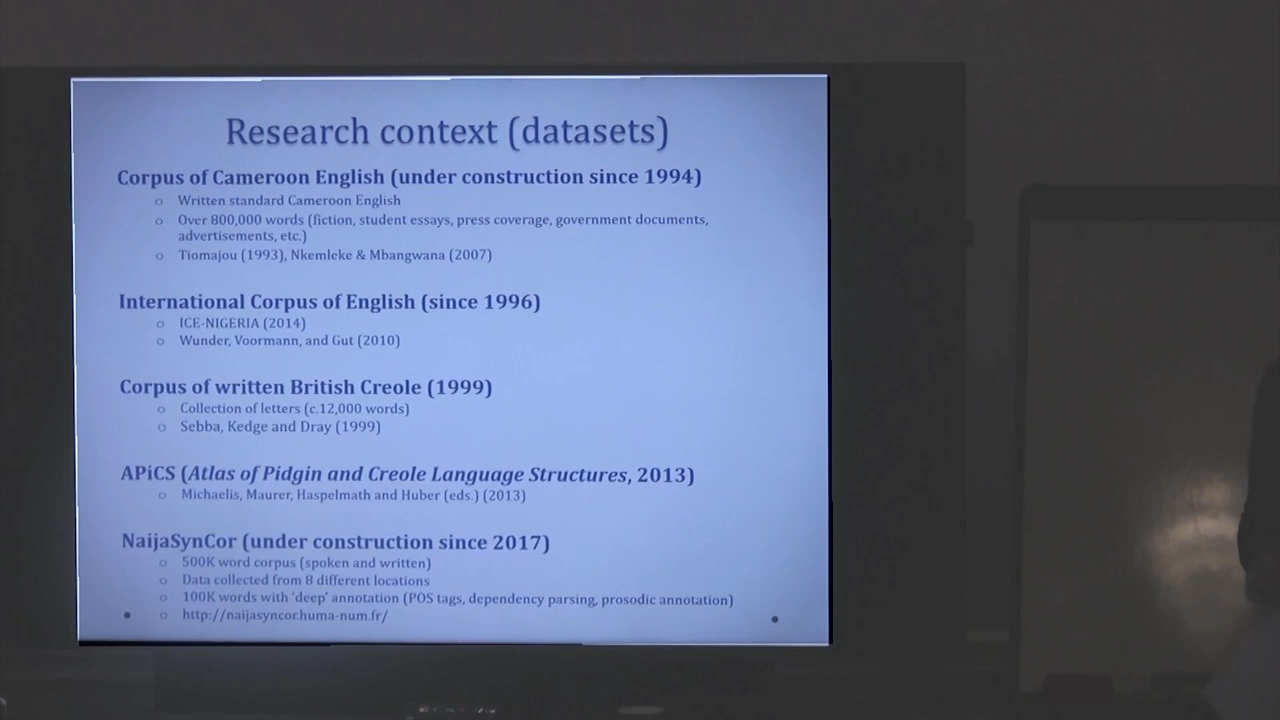 Research context (datasets)
Corpus of Cameroon English (under construction since 1994)
o Written standard Cameroon English
o Over 800,000 words (fiction, student essays, press coverage, government documents,
advertisements, etc.)
o Tiomajou (1993), Nkemleke & Mbangwana (2007)
International Corpus of English (since 1996)
o ICE-NIGERIA (2014)
o Wunder, Voormann, and Gut (2010)
Corpus of written British Creole (1999)
o Collection of letters (c.12,000 words)
o Sebba, Kedge and Dray (1999)
APiCS (Atlas of Pidgin and Creole Language Structures, 2013)
o Michaelis, Maurer, Haspelmath and Huber (eds.) (2013)
NaijaSynCor (under construction since 2017)
o 500K word corpus (spoken and written)
o Data collected from 8 different locations
o 100K words with 'deep' annotation (POS tags, dependency parsing, prosodic annotation)
o http://naijasyncor.huma-num.fr/